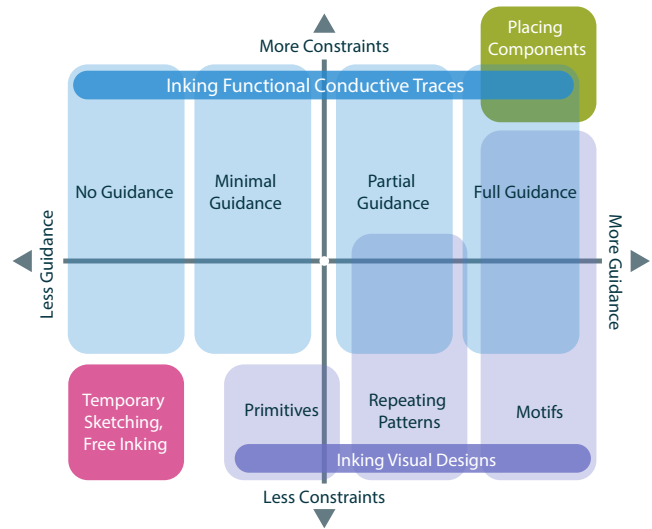 Placing
Components
More Constraints
Inking Functional Conductive Traces
No Guidance
Minimal
Guidance
Partial
Guidance
Full Guidance
Less Guidance
More Guidance
Temporary
Sketching,
Free Inking
Primitives
Repeating
Patterns
Motifs
Inking Visual Designs
Less Constraints